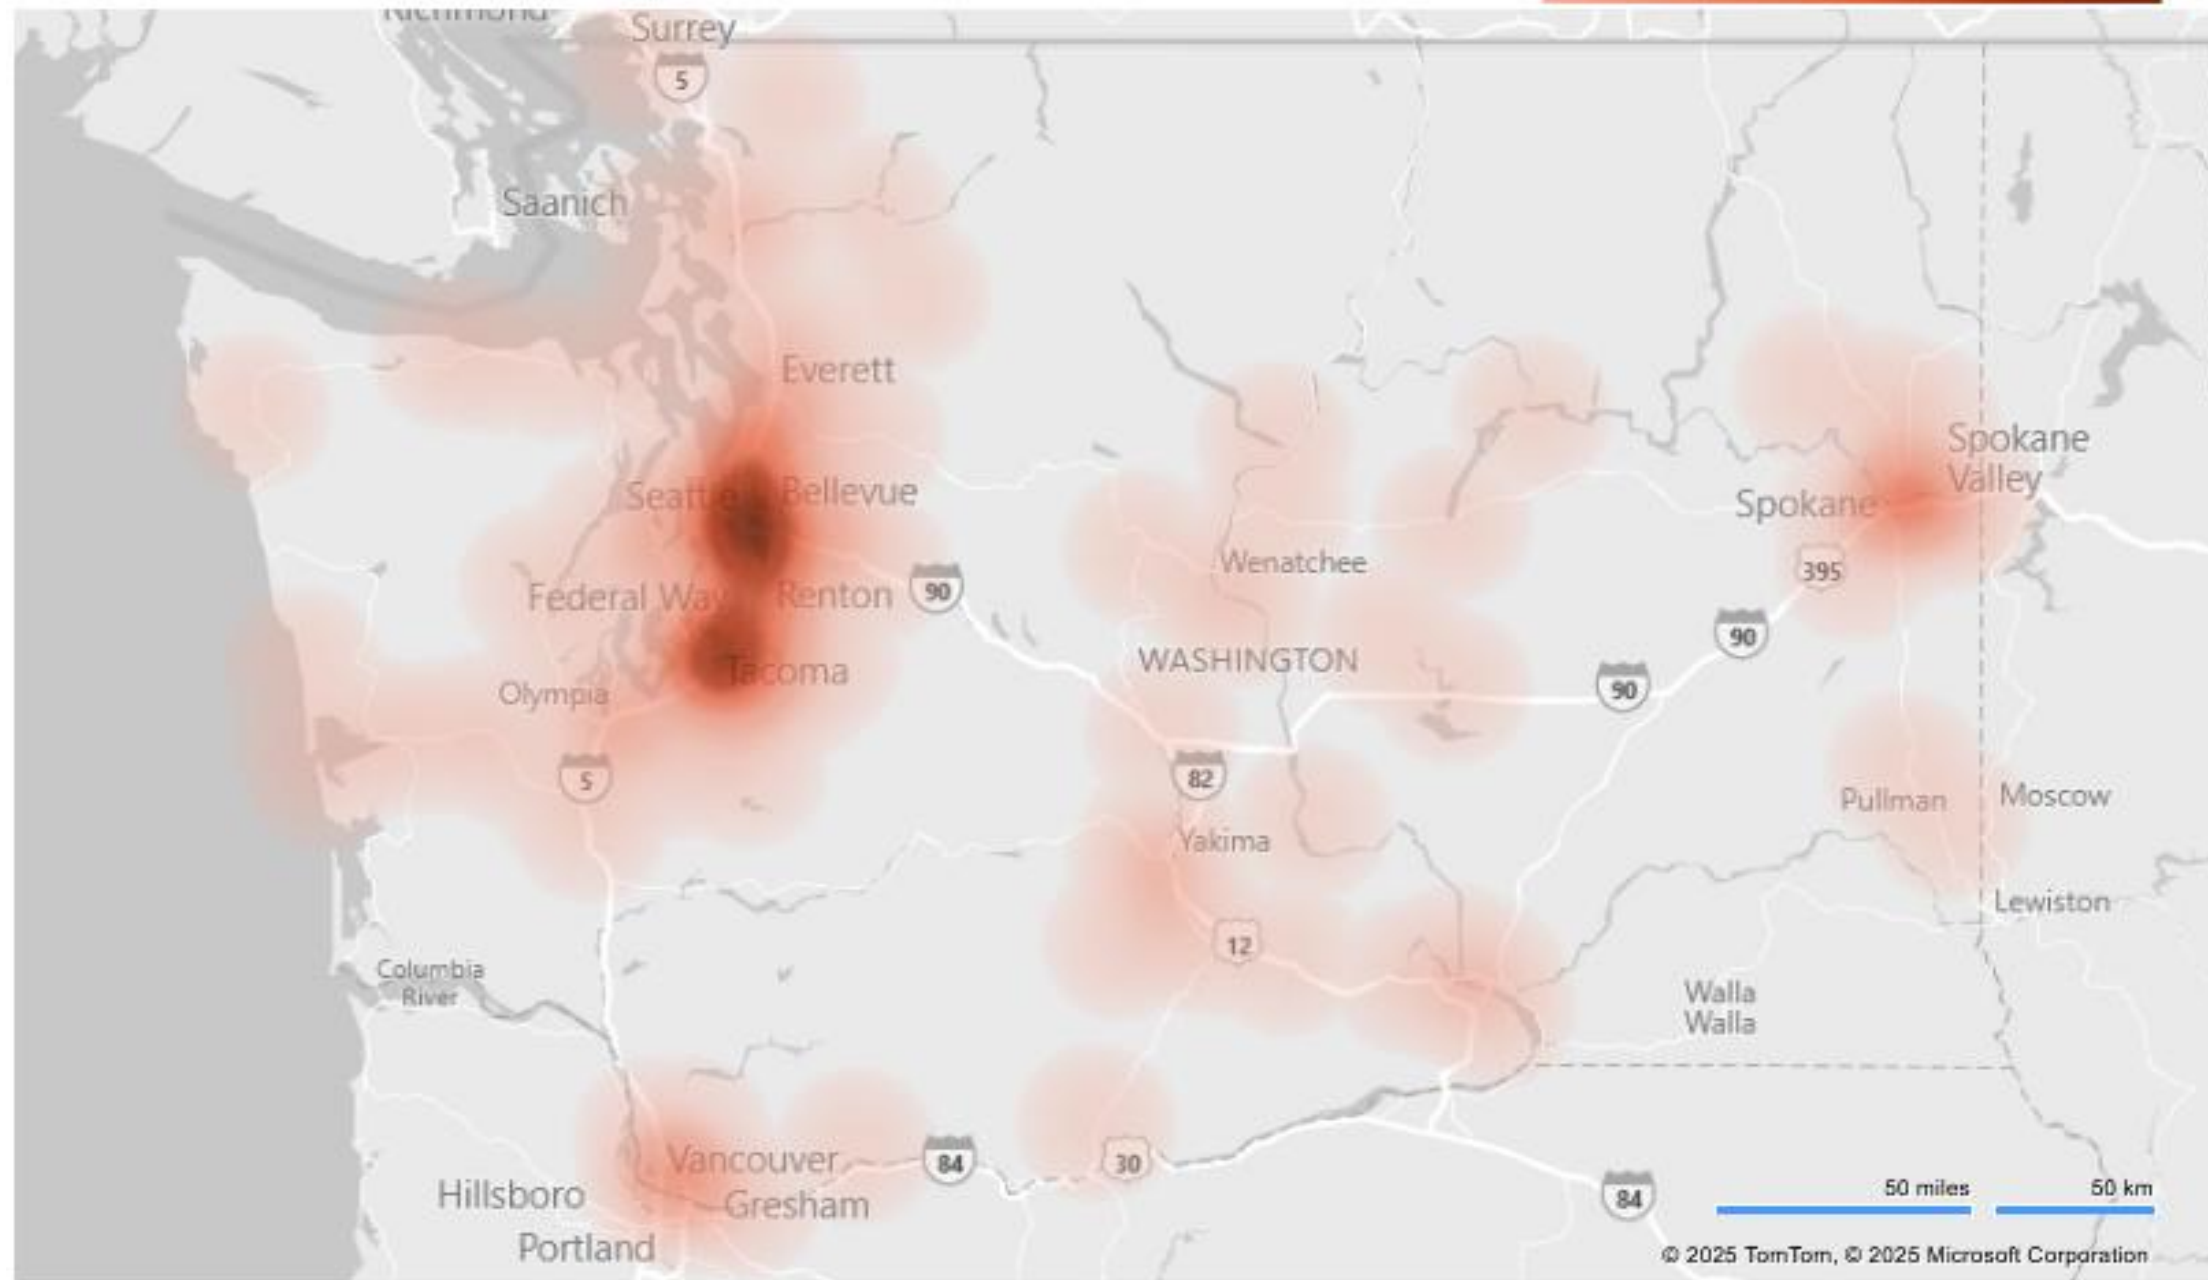 Richmond
Surrey
5
Saanich
Everett
Seattle
Bellevue
Spokane
Valley
Spokane
Wenatchee
395
Federal Way
Renton
90
90
WASHINGTON
Tacoma
90
Olympia
5
82
Pullman
Moscow
Yakima
Lewiston
12
Columbia
River
Walla
Walla
Vancouver
84
30
Hillsboro
Gresham
84
50 miles
50 km
Portland
© 2025 TomTom, © 2025 Microsoft Corporation